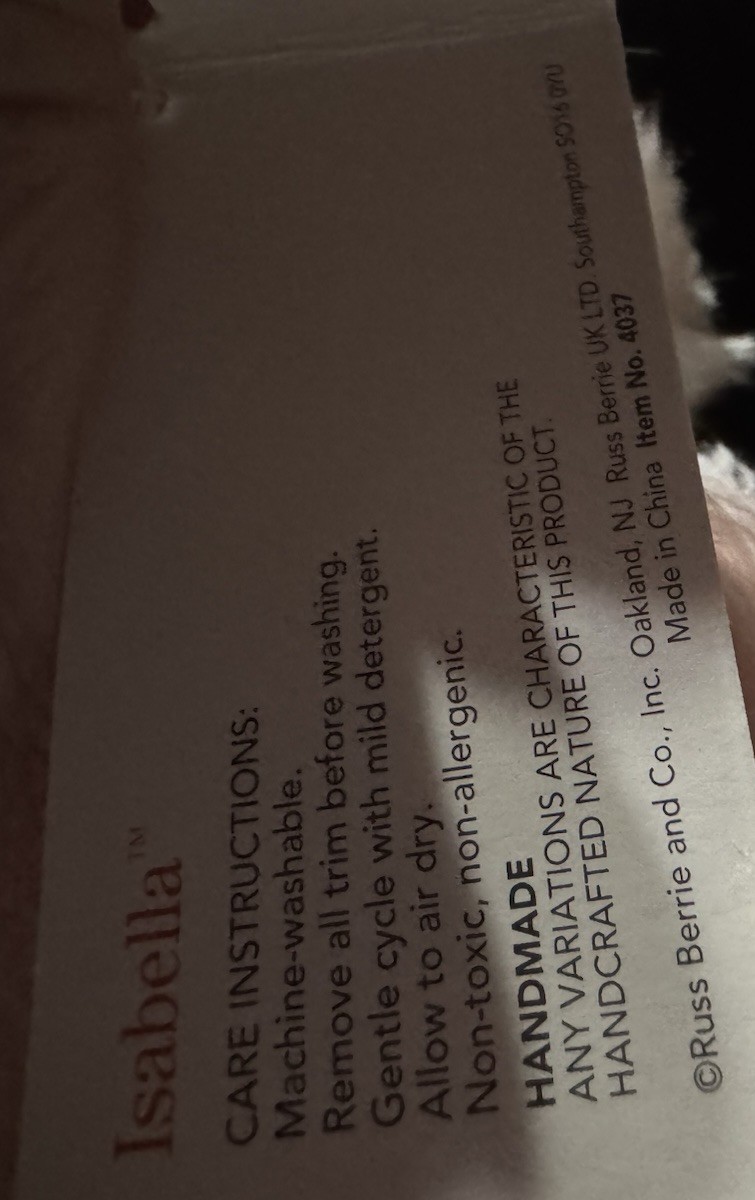 Isabella™
CARE INSTRUCTIONS:
Machine-washable.
Remove all trim before washing.
Gentle cycle with mild detergent.
Allow to air dry.
Non-toxic, non-allergenic.
HANDMADE
ANY VARIATIONS ARE CHARACTERISTIC OF THE
HANDCRAFTED NATURE OF THIS PRODUCT.
©Russ Berrie and Co., Inc. Oakland, NJ Russ Berrie UK LTD. Southampton SO16 0YU
Made in China Item No. 4037